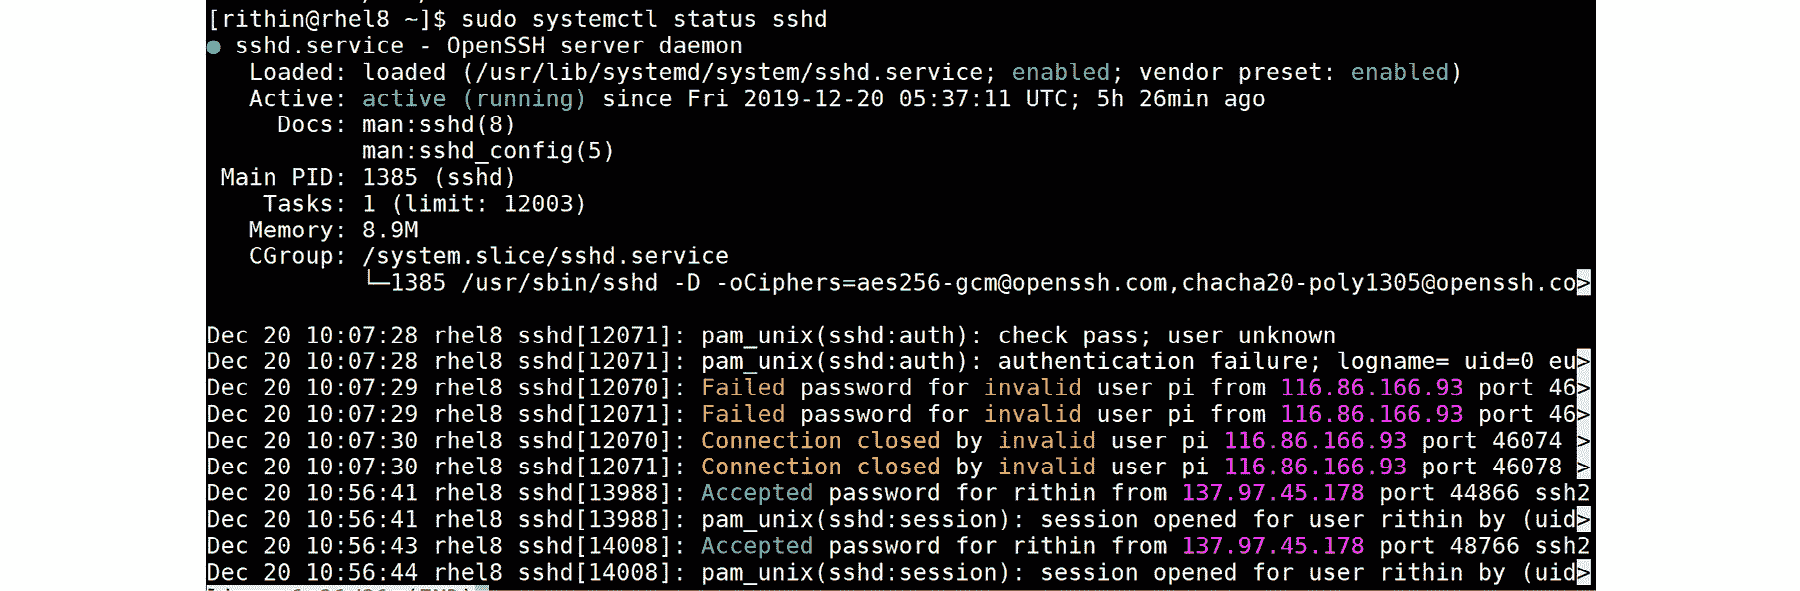 [rithin@rhel8 ~]$ sudo systemctl status sshd
● sshd.service - OpenSSH server daemon
   Loaded: loaded (/usr/lib/systemd/system/sshd.service; enabled; vendor preset: enabled)
   Active: active (running) since Fri 2019-12-20 05:37:11 UTC; 5h 26min ago
     Docs: man:sshd(8)
           man:sshd_config(5)
 Main PID: 1385 (sshd)
    Tasks: 1 (limit: 12003)
   Memory: 8.9M
   CGroup: /system.slice/sshd.service
           └─1385 /usr/sbin/sshd -D -oCiphers=aes256-gcm@openssh.com,chacha20-poly1305@openssh.co>
Dec 20 10:07:28 rhel8 sshd[12071]: pam_unix(sshd:auth): check pass; user unknown
Dec 20 10:07:28 rhel8 sshd[12071]: pam_unix(sshd:auth): authentication failure; logname= uid=0 eu>
Dec 20 10:07:29 rhel8 sshd[12070]: Failed password for invalid user pi from 116.86.166.93 port 46>
Dec 20 10:07:29 rhel8 sshd[12071]: Failed password for invalid user pi from 116.86.166.93 port 46>
Dec 20 10:07:30 rhel8 sshd[12070]: Connection closed by invalid user pi 116.86.166.93 port 46074 >
Dec 20 10:07:30 rhel8 sshd[12071]: Connection closed by invalid user pi 116.86.166.93 port 46078 >
Dec 20 10:56:41 rhel8 sshd[13988]: Accepted password for rithin from 137.97.45.178 port 44866 ssh2
Dec 20 10:56:41 rhel8 sshd[13988]: pam_unix(sshd:session): session opened for user rithin by (uid>
Dec 20 10:56:43 rhel8 sshd[14008]: Accepted password for rithin from 137.97.45.178 port 48766 ssh2
Dec 20 10:56:44 rhel8 sshd[14008]: pam_unix(sshd:session): session opened for user rithin by (uid>